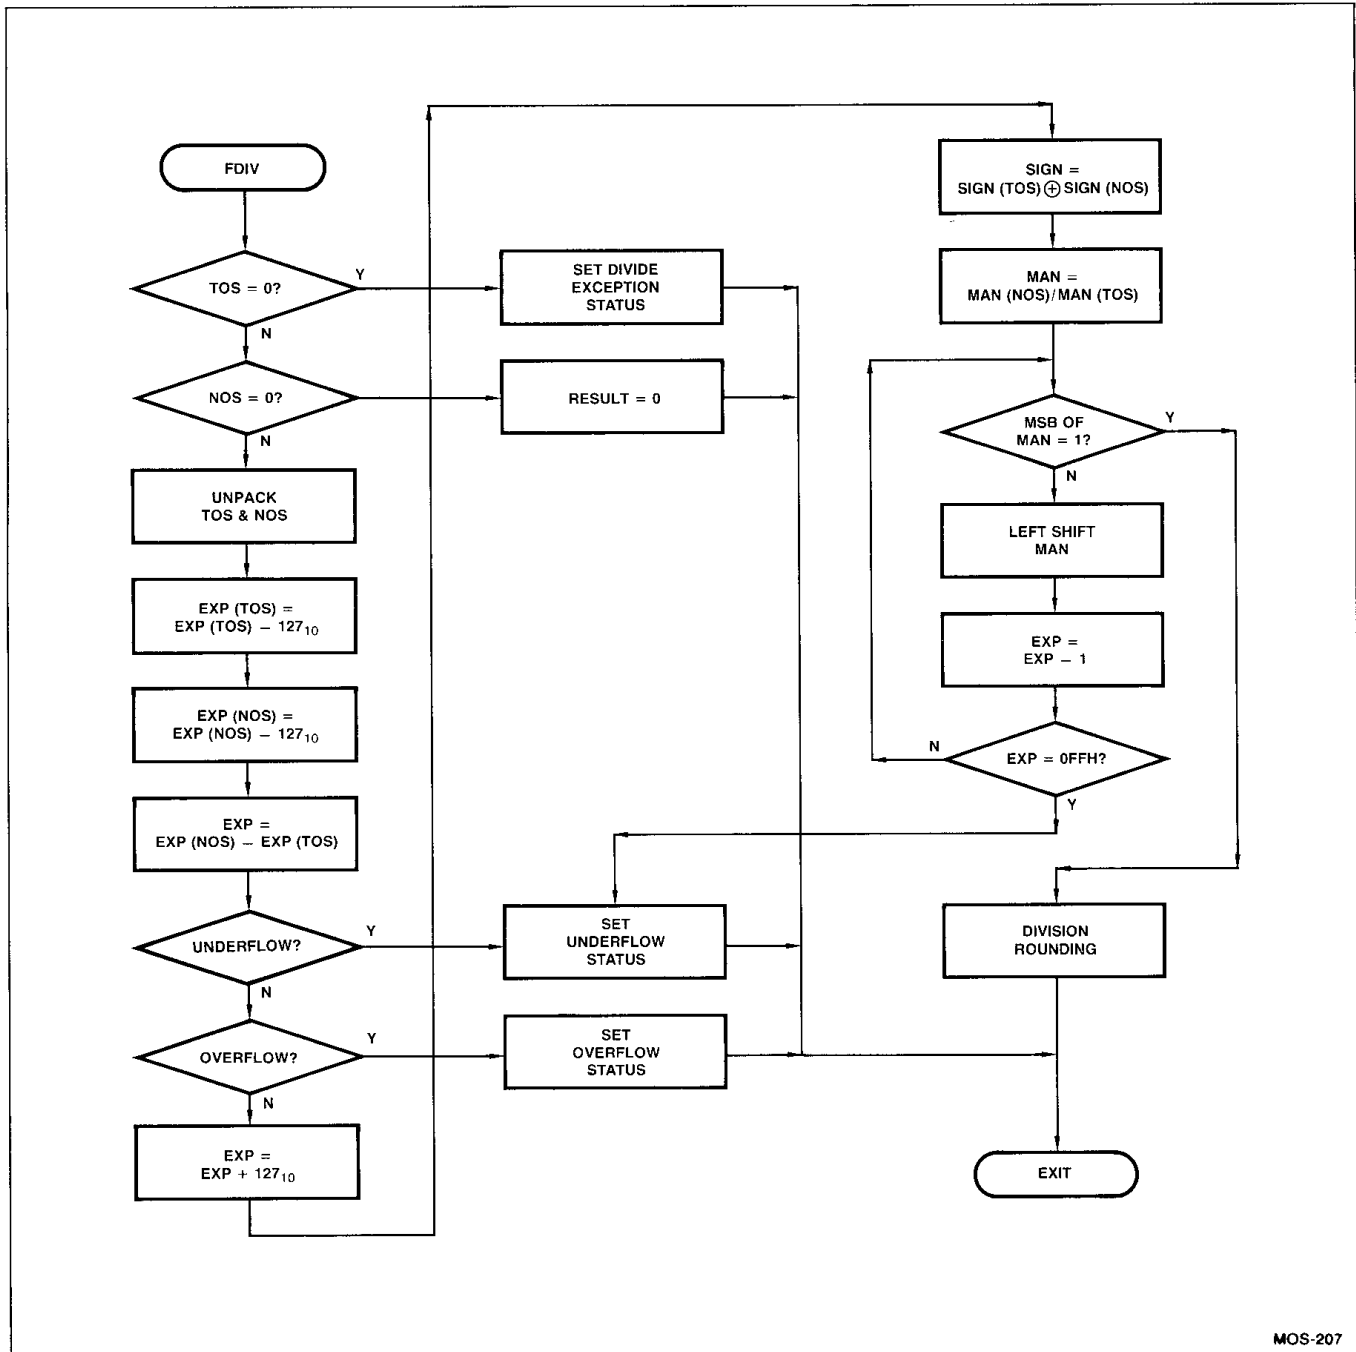 FDIV
TOS = 0?
Y
N
SET DIVIDE
EXCEPTION
STATUS
NOS = 0?
N
RESULT = 0
UNPACK
TOS & NOS
EXP (TOS) =
EXP (TOS) – 127₁₀
EXP (NOS) =
EXP (NOS) – 127₁₀
EXP =
EXP (NOS) – EXP (TOS)
UNDERFLOW?
Y
N
SET
UNDERFLOW
STATUS
OVERFLOW?
Y
N
SET
OVERFLOW
STATUS
EXP =
EXP + 127₁₀
SIGN =
SIGN (TOS) ⊕ SIGN (NOS)
MAN =
MAN (NOS)/MAN (TOS)
MSB OF
MAN = 1?
Y
N
LEFT SHIFT
MAN
EXP =
EXP – 1
EXP = 0FFH?
N
Y
DIVISION
ROUNDING
EXIT
MOS-207